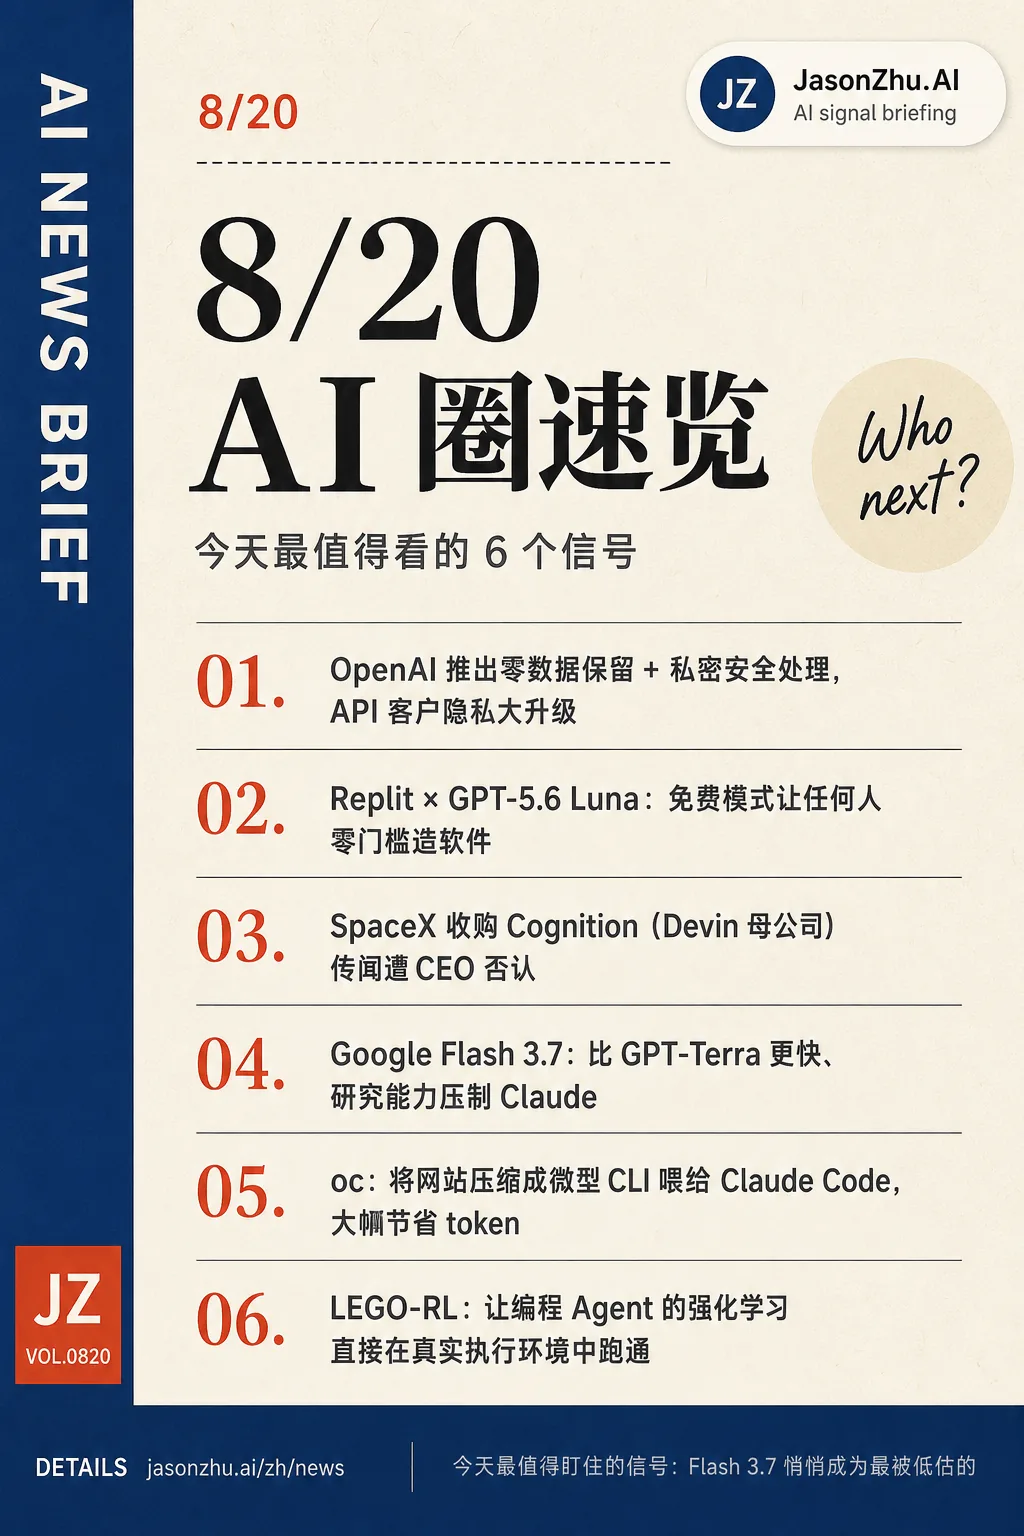 AI NEWS BRIEF
8/20
JZ
JasonZhu.AI
AI signal briefing
8/20
AI 圈速览
Who
next?
今天最值得看的 6 个信号
01.
OpenAI 推出零数据保留 + 私密安全处理，
API 客户隐私大升级
02.
Replit × GPT-5.6 Luna：免费模式让任何人
零门槛造软件
03.
SpaceX 收购 Cognition（Devin 母公司）
传闻遭 CEO 否认
04.
Google Flash 3.7：比 GPT-Terra 更快、
研究能力压制 Claude
05.
oc：将网站压缩成微型 CLI 喂给 Claude Code，
大节省 token
06.
LEGO-RL：让编程 Agent 的强化学习
直接在真实执行环境中跑通
JZ
VOL.0820
DETAILS jasonzhu.ai/zh/news
今天最值得盯住的信号：Flash 3.7 悄悄成为最被低估的